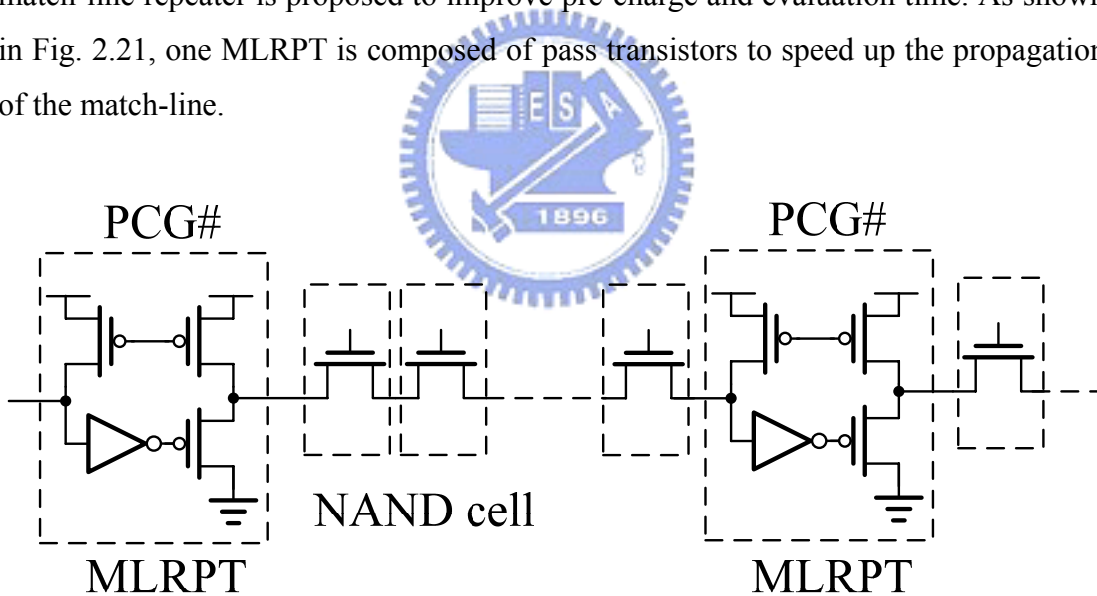 match-line repeater is proposed to improve pre-charge and evaluation time. As shown
in Fig. 2.21, one MLRPT is composed of pass transistors to speed up the propagation
of the match-line.
E S A
1896
PCG#
PCG#
NAND cell
MLRPT
MLRPT